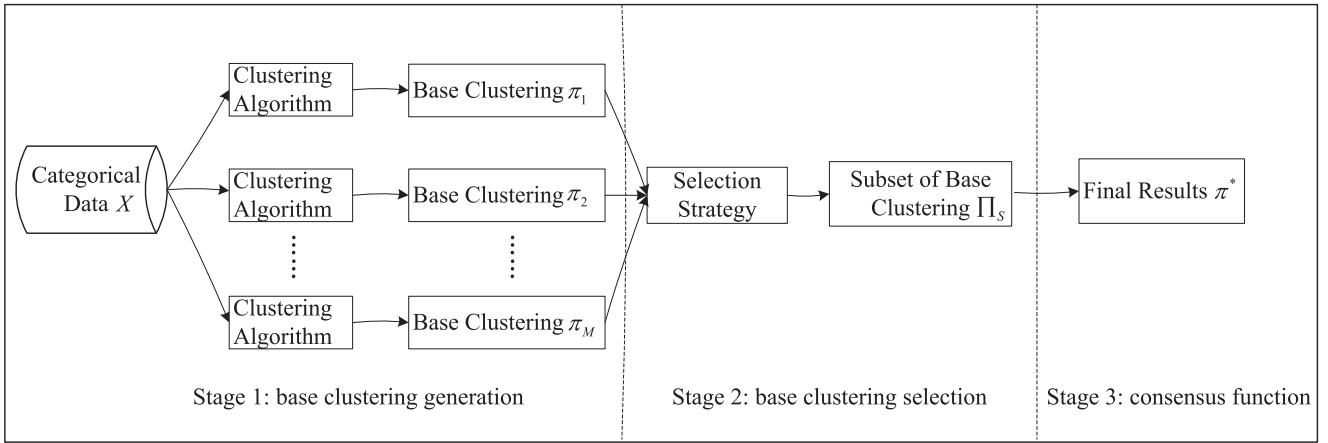 Clustering
Algorithm
Base Clustering π₁
Categorical
Data X
Clustering
Algorithm
Base Clustering π₂
Selection
Strategy
Subset of Base
Clustering ∏_S
Final Results π*
Clustering
Algorithm
Base Clustering π_M
Stage 1: base clustering generation
Stage 2: base clustering selection
Stage 3: consensus function